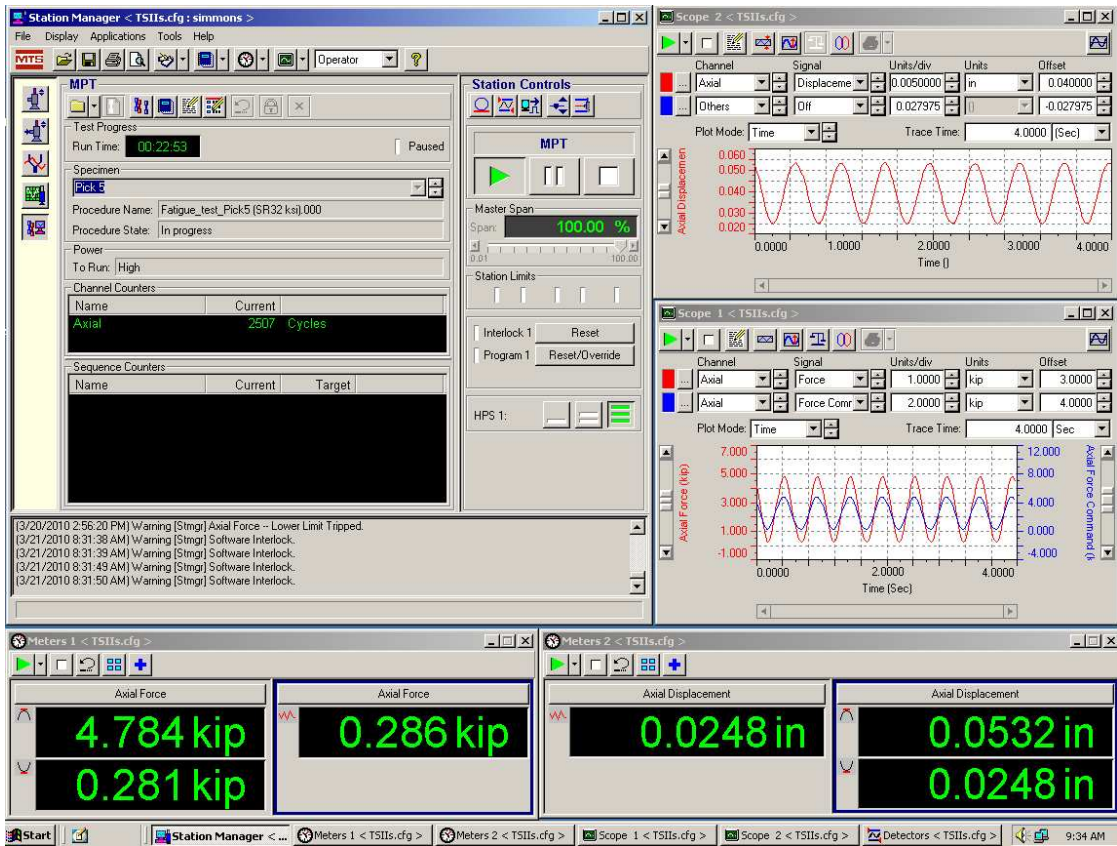 Station Manager < TSIIs.cfg : simmons >
File Display Applications Tools Help
MTS Operator
MPT
Test Progress
Run Time: 00:22:53 Paused
Specimen
Pick 5
Procedure Name: Fatigue_test_Pick5 (SR32 ksi).000
Procedure State: In progress
Power
To Run: High
Channel Counters
Name Current
Axial 2507 Cycles
Sequence Counters
Name Current Target
Station Controls
MPT
Master Span
Span: 100.00 %
0.01 100.00
Station Limits
Interlock 1 Reset
Program 1 Reset/Override
HPS 1:
(3/20/2010 2:56:20 PM) Warning [Stmgr] Axial Force -- Lower Limit Tripped.
(3/21/2010 8:31:38 AM) Warning [Stmgr] Software Interlock.
(3/21/2010 8:31:39 AM) Warning [Stmgr] Software Interlock.
(3/21/2010 8:31:49 AM) Warning [Stmgr] Software Interlock.
(3/21/2010 8:31:50 AM) Warning [Stmgr] Software Interlock.
Scope 2 < TSIIs.cfg >
Channel Signal Units/div Units Offset
Axial Displaceme 0.0050000 in 0.040000
Others Off 0.027975 () -0.027975
Plot Mode: Time Trace Time: 4.0000 (Sec)
Axial Displacemen
0.060
0.050
0.040
0.030
0.020
0.0000 1.0000 2.0000 3.0000 4.0000
Time ()
Scope 1 < TSIIs.cfg >
Channel Signal Units/div Units Offset
Axial Force 1.0000 kip 3.0000
Axial Force Comr 2.0000 kip 4.0000
Plot Mode: Time Trace Time: 4.0000 Sec
Axial Force (kip)
7.000
5.000
3.000
1.000
-1.000
12.000
8.000
4.000
0.000
-4.000
Axial Force Command (k
0.0000 2.0000 4.0000
Time (Sec)
Meters 1 < TSIIs.cfg >
Axial Force Axial Force
4.784 kip 0.286 kip
0.281 kip
Meters 2 < TSIIs.cfg >
Axial Displacement Axial Displacement
0.0248 in 0.0532 in
0.0248 in
Start Station Manager <... Meters 1 < TSIIs.cfg > Meters 2 < TSIIs.cfg > Scope 1 < TSIIs.cfg > Scope 2 < TSIIs.cfg > Detectors < TSIIs.cfg > 9:34 AM